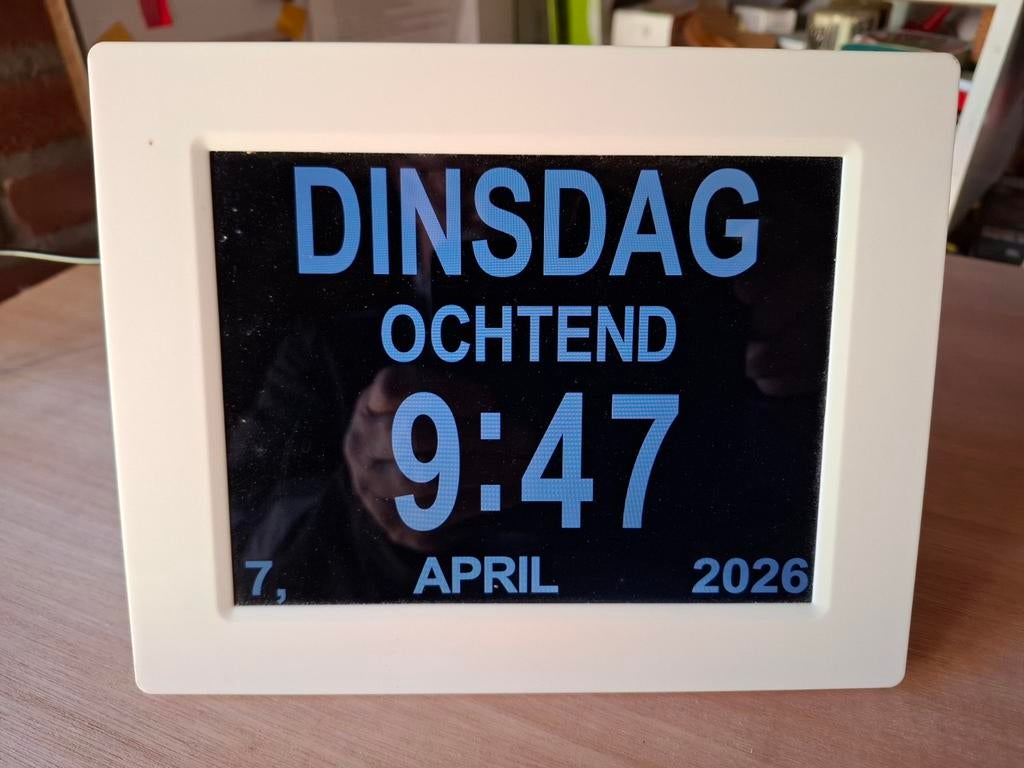 DINSDAG
OCHTEND
9:47
7, APRIL 2026